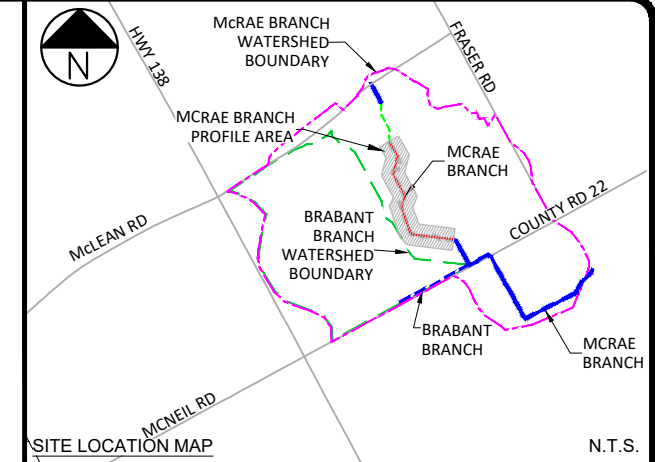 McRAE BRANCH
WATERSHED
BOUNDARY
HWY 138
FRASER RD
N
MCRAE BRANCH
PROFILE AREA
MCRAE
BRANCH
COUNTY RD 22
McLEAN RD
BRABANT
BRANCH
WATERSHED
BOUNDARY
BRABANT
BRANCH
MCRAE
BRANCH
MCNEIL RD
SITE LOCATION MAP
N.T.S.